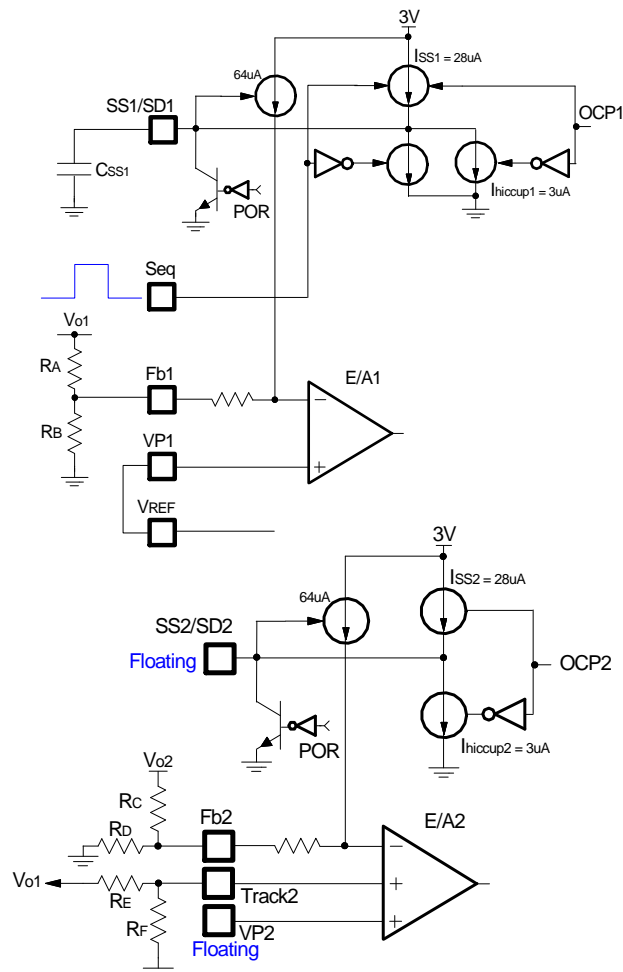 3V
ISS1 = 28uA
64uA
SS1/SD1
OCP1
CSS1
POR
Ihiccup1 = 3uA
Seq
Vo1
RA
Fb1
E/A1
RB
VP1
VREF
3V
ISS2 = 28uA
64uA
SS2/SD2
Floating
OCP2
POR
Ihiccup2 = 3uA
Vo2
RC
Fb2
E/A2
RD
Vo1
RE
Track2
RF
VP2
Floating